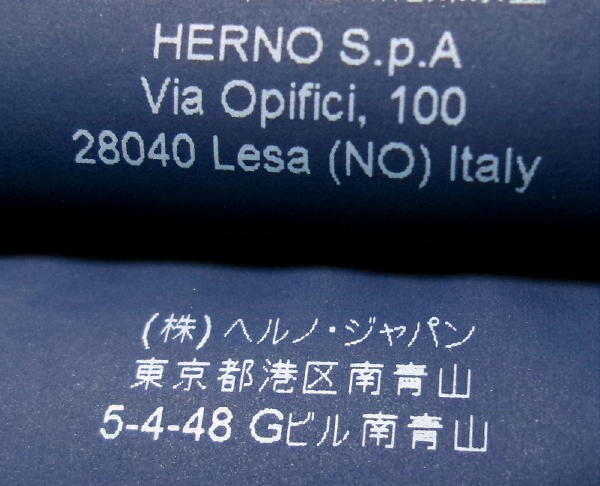 HERNO S.p.A
Via Opifici, 100
28040 Lesa (NO) Italy
(株)ヘルノ・ジャパン
東京都港区南青山
5-4-48 Gビル南青山